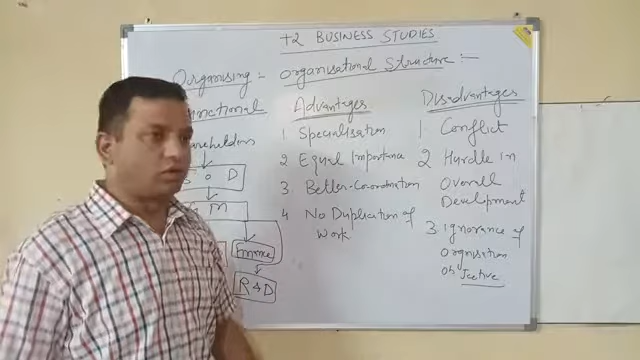 +2 BUSINESS STUDIES
Organising :- Organisational Structure :-
Advantages
1 Specialisation
2 Equal Importance
3. Better-coordination
4 No Duplication of
Work
Disadvantages
1 Conflict
2 Hurdle in
Overall
Development
3 Ignorance of
Orgnisation
Objective
Finance
R & D